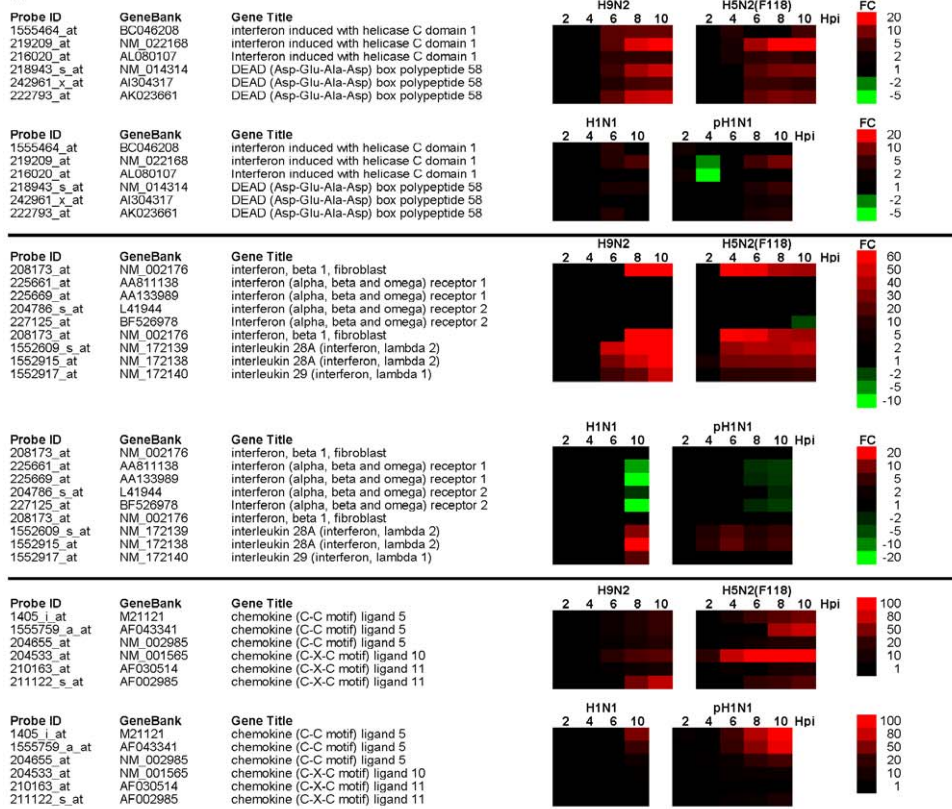 H9N2 H5N2(F118) FC
Probe ID GeneBank Gene Title 2 4 6 8 10 2 4 6 8 10 Hpi 20
1555464_at BC046208 interferon induced with helicase C domain 1 10
219209_at NM_022168 interferon induced with helicase C domain 1 5
216020_at AL080107 Interferon induced with helicase C domain 1 2
218943_s_at NM_014314 DEAD (Asp-Glu-Ala-Asp) box polypeptide 58 1
242961_x_at AI304317 DEAD (Asp-Glu-Ala-Asp) box polypeptide 58 -2
222793_at AK023661 DEAD (Asp-Glu-Ala-Asp) box polypeptide 58 -5
H1N1 pH1N1 FC
Probe ID GeneBank Gene Title 2 4 6 8 10 2 4 6 8 10 Hpi 20
1555464_at BC046208 interferon induced with helicase C domain 1 10
219209_at NM_022168 interferon induced with helicase C domain 1 5
216020_at AL080107 Interferon induced with helicase C domain 1 2
218943_s_at NM_014314 DEAD (Asp-Glu-Ala-Asp) box polypeptide 58 1
242961_x_at AI304317 DEAD (Asp-Glu-Ala-Asp) box polypeptide 58 -2
222793_at AK023661 DEAD (Asp-Glu-Ala-Asp) box polypeptide 58 -5
H9N2 H5N2(F118) FC
Probe ID GeneBank Gene Title 2 4 6 8 10 2 4 6 8 10 Hpi 60
208173_at NM_002176 interferon, beta 1, fibroblast 50
225661_at AA811138 interferon (alpha, beta and omega) receptor 1 40
225669_at AA133989 interferon (alpha, beta and omega) receptor 1 30
204786_s_at L41944 interferon (alpha, beta and omega) receptor 2 20
227125_at BF526978 Interferon (alpha, beta and omega) receptor 2 10
208173_at NM_002176 interferon, beta 1, fibroblast 5
1552609_s_at NM_172139 interleukin 28A (interferon, lambda 2) 2
1552915_at NM_172138 interleukin 28A (interferon, lambda 2) 1
1552917_at NM_172140 interleukin 29 (interferon, lambda 1) -2
-5
-10
H1N1 pH1N1 FC
Probe ID GeneBank Gene Title 2 4 6 8 10 2 4 6 8 10 Hpi 20
208173_at NM_002176 interferon, beta 1, fibroblast 10
225661_at AA811138 interferon (alpha, beta and omega) receptor 1 5
225669_at AA133989 interferon (alpha, beta and omega) receptor 1 2
204786_s_at L41944 interferon (alpha, beta and omega) receptor 2 1
227125_at BF526978 Interferon (alpha, beta and omega) receptor 2 -2
208173_at NM_002176 interferon, beta 1, fibroblast -5
1552609_s_at NM_172139 interleukin 28A (interferon, lambda 2) -10
1552915_at NM_172138 interleukin 28A (interferon, lambda 2) -20
1552917_at NM_172140 interleukin 29 (interferon, lambda 1)
H9N2 H5N2(F118)
Probe ID GeneBank Gene Title 2 4 6 8 10 2 4 6 8 10 Hpi 100
1405_i_at M21121 chemokine (C-C motif) ligand 5 80
1555759_a_at AF043341 chemokine (C-C motif) ligand 5 50
204655_at NM_002985 chemokine (C-C motif) ligand 5 20
204533_at NM_001565 chemokine (C-X-C motif) ligand 10 10
210163_at AF030514 chemokine (C-X-C motif) ligand 11 1
211122_s_at AF002985 chemokine (C-X-C motif) ligand 11
H1N1 pH1N1
Probe ID GeneBank Gene Title 2 4 6 8 10 2 4 6 8 10 Hpi 100
1405_i_at M21121 chemokine (C-C motif) ligand 5 80
1555759_a_at AF043341 chemokine (C-C motif) ligand 5 50
204655_at NM_002985 chemokine (C-C motif) ligand 5 20
204533_at NM_001565 chemokine (C-X-C motif) ligand 10 10
210163_at AF030514 chemokine (C-X-C motif) ligand 11 1
211122_s_at AF002985 chemokine (C-X-C motif) ligand 11